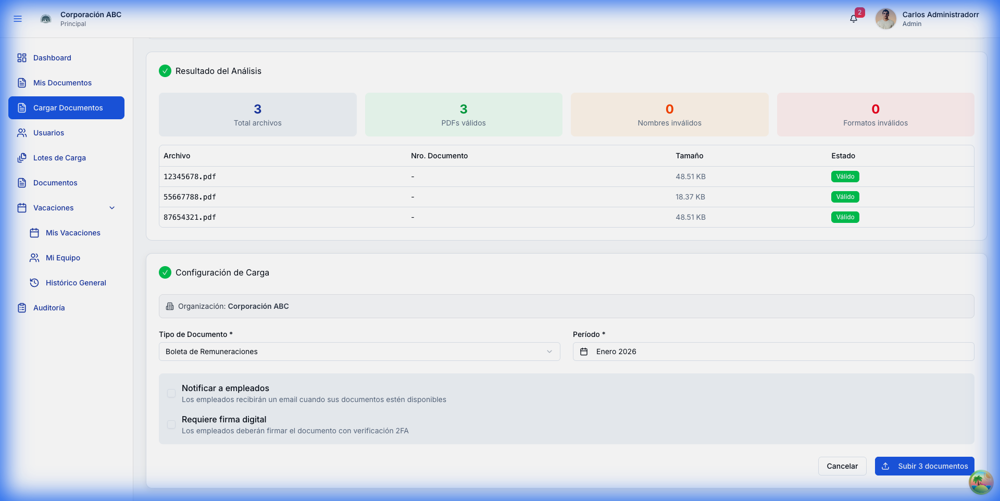 Corporación ABC
Principal
2
Carlos Administradorr
Admin
Dashboard
Mis Documentos
Cargar Documentos
Usuarios
Lotes de Carga
Documentos
Vacaciones
Mis Vacaciones
Mi Equipo
Histórico General
Auditoría
Resultado del Análisis
3
Total archivos
3
PDFs válidos
0
Nombres inválidos
0
Formatos inválidos
Archivo Nro. Documento Tamaño Estado
12345678.pdf - 48.51 KB Válido
55667788.pdf - 18.37 KB Válido
87654321.pdf - 48.51 KB Válido
Configuración de Carga
Organización: Corporación ABC
Tipo de Documento * Período *
Boleta de Remuneraciones Enero 2026
Notificar a empleados
Los empleados recibirán un email cuando sus documentos estén disponibles
Requiere firma digital
Los empleados deberán firmar el documento con verificación 2FA
Cancelar Subir 3 documentos